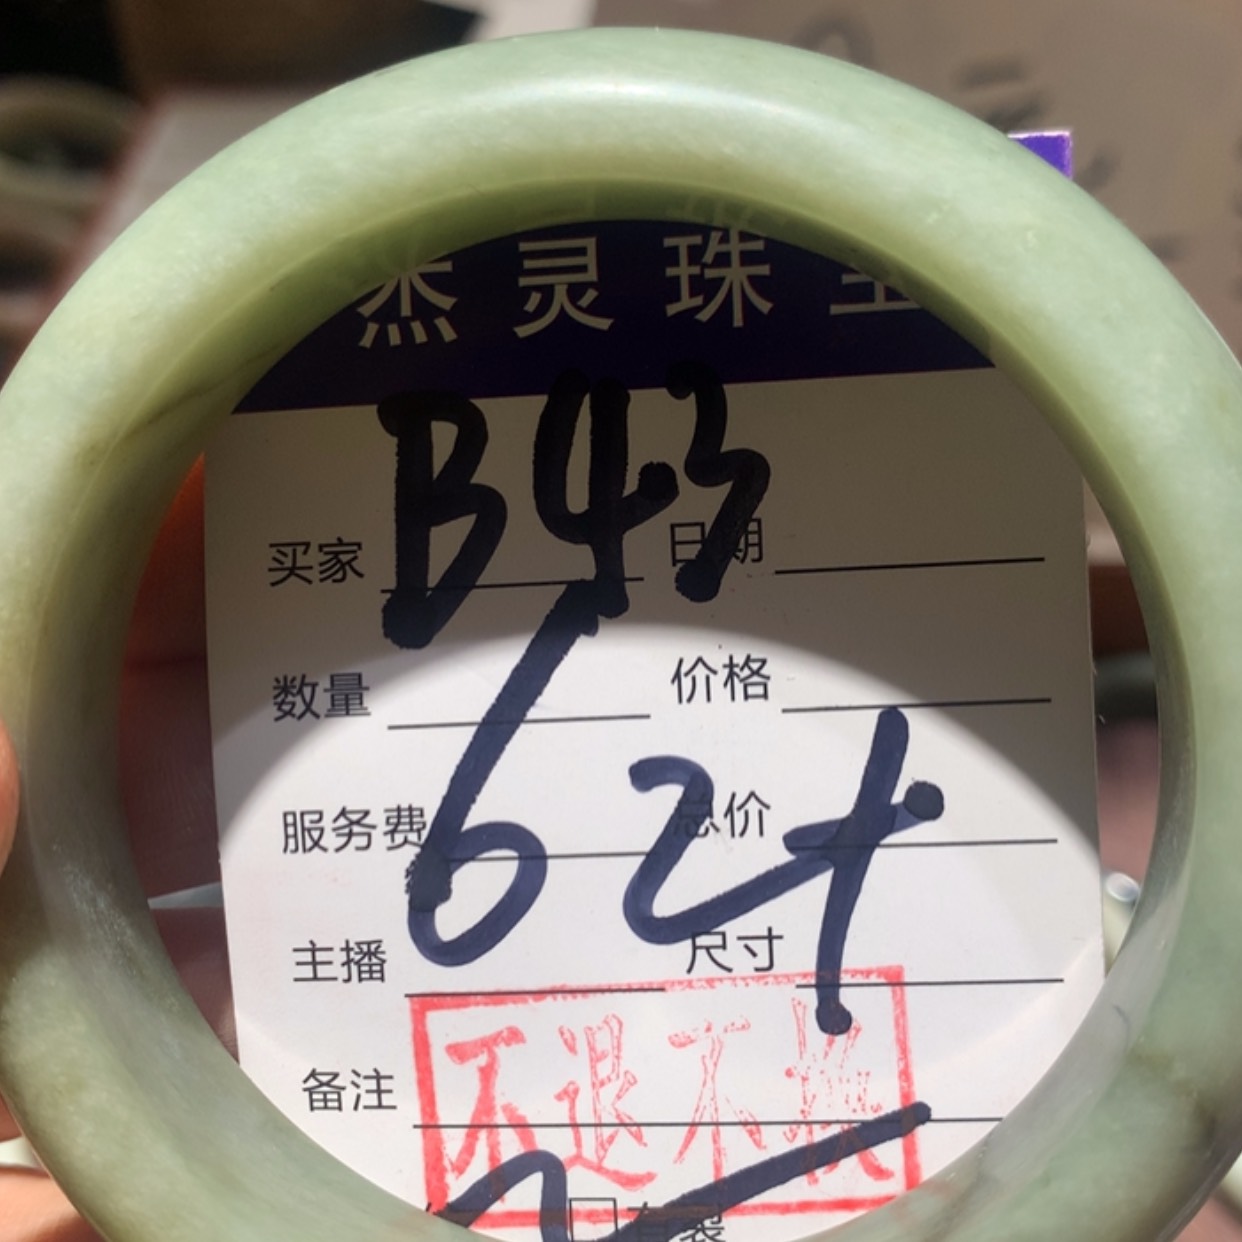 杰灵珠宝
B43
买家 日期
数量 价格
62+
服务费 总价
主播 尺寸
备注
不退不换